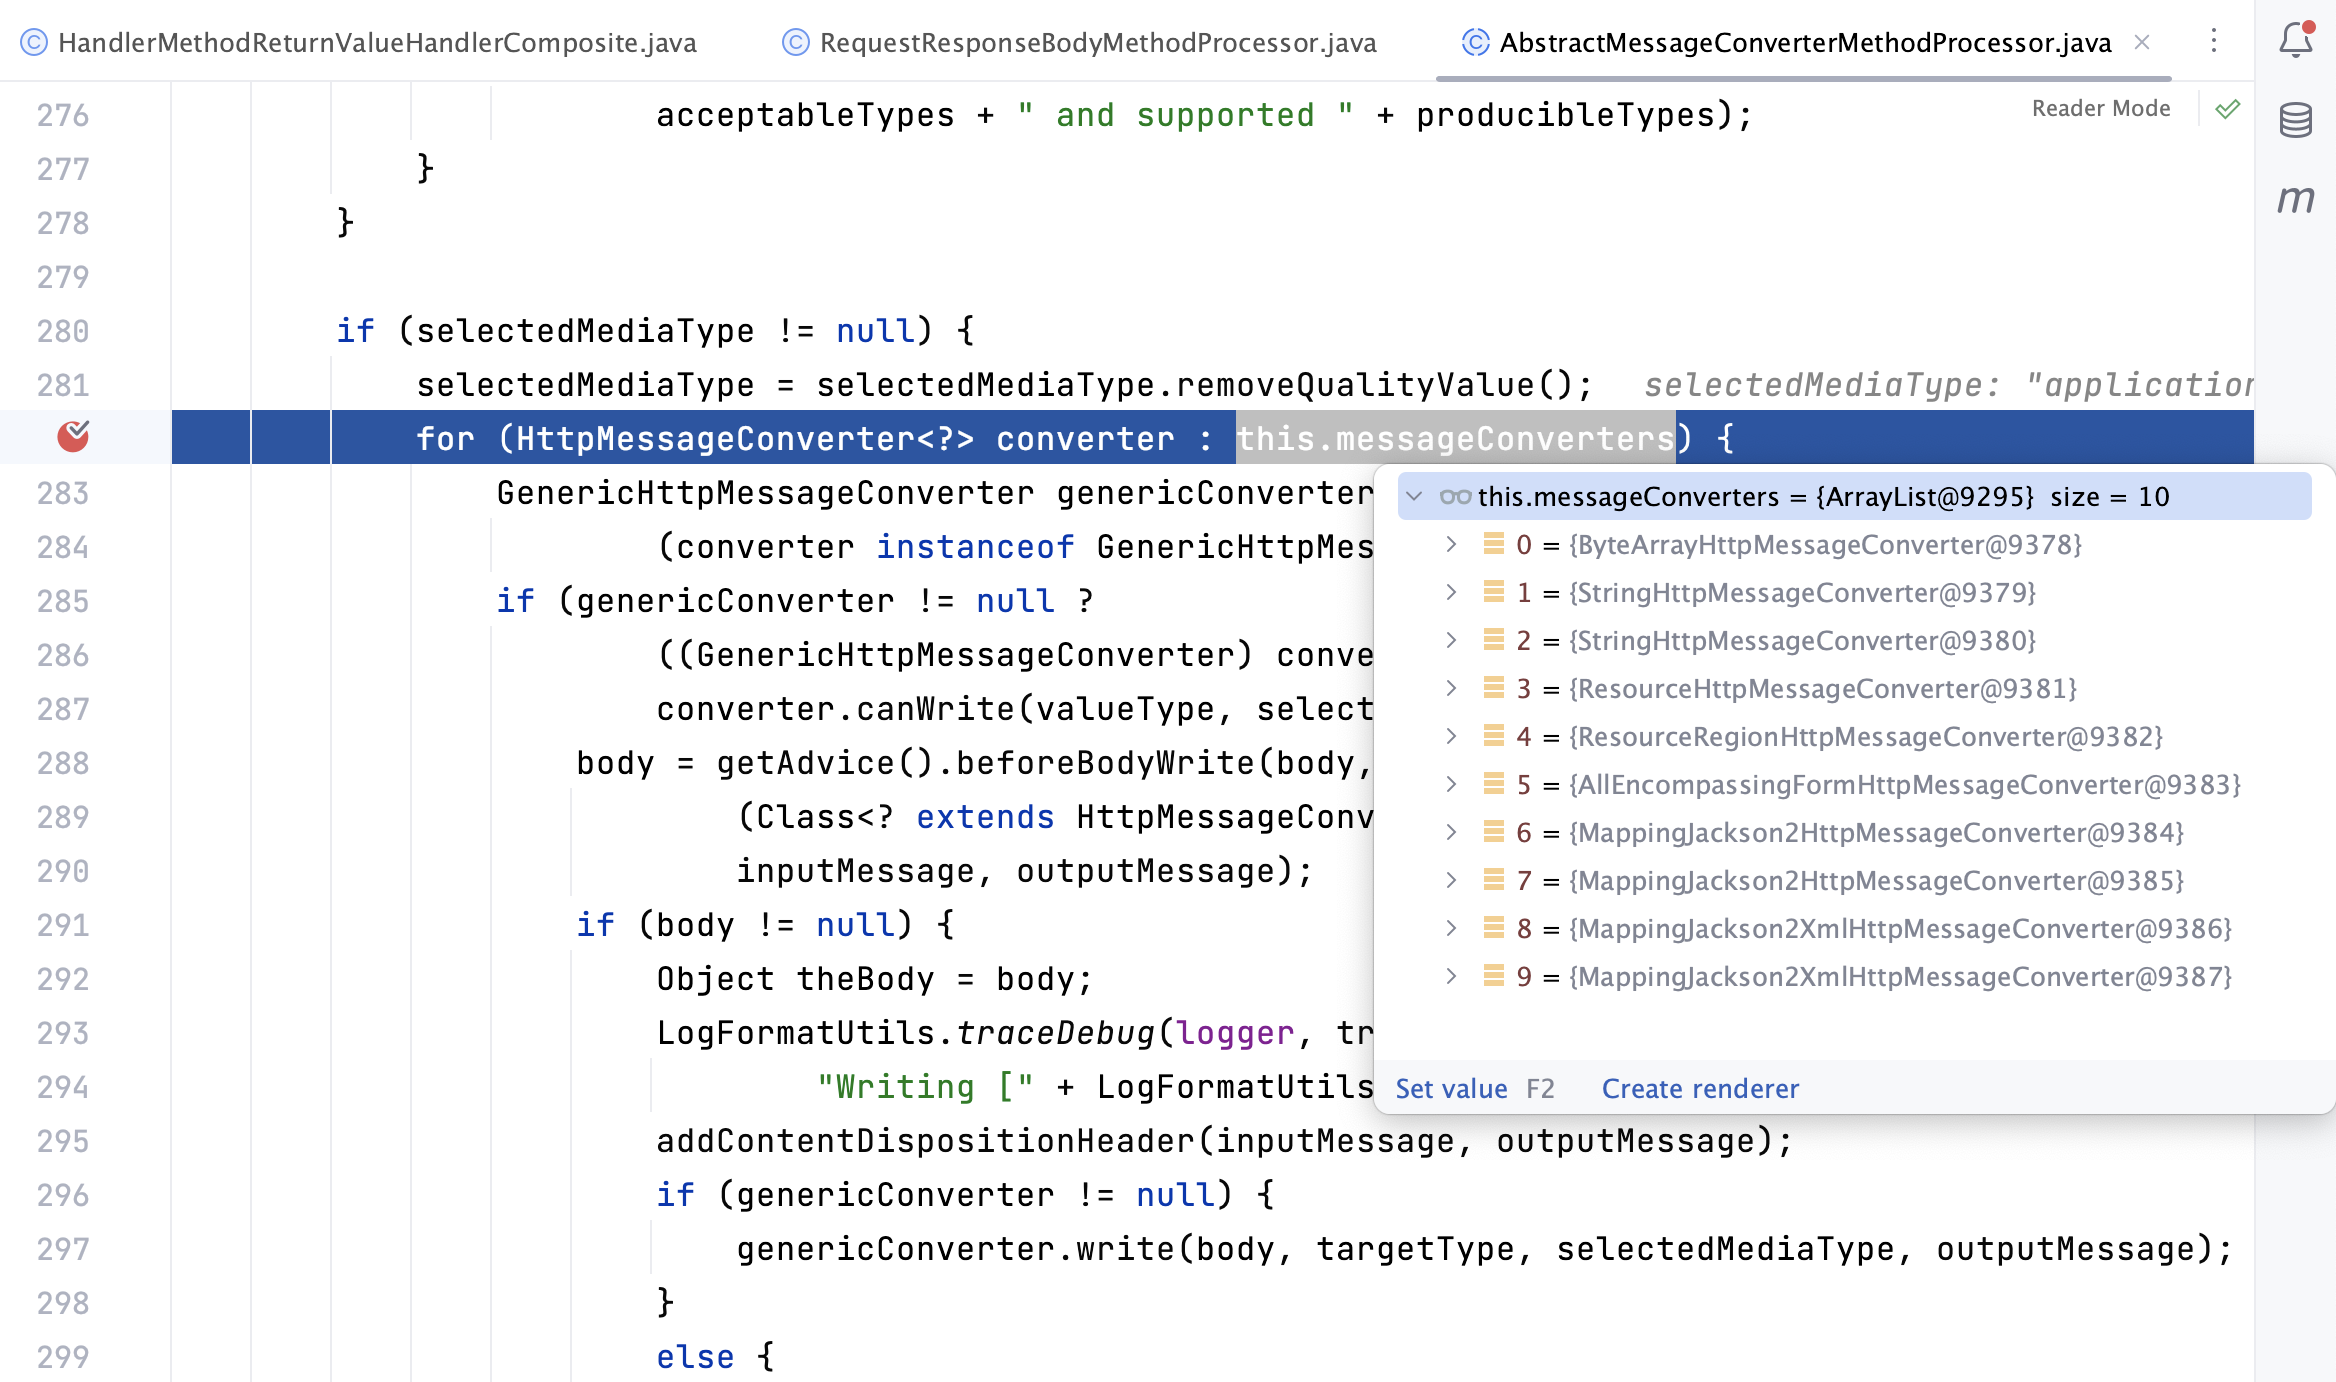 HandlerMethodReturnValueHandlerComposite.java RequestResponseBodyMethodProcessor.java AbstractMessageConverterMethodProcessor.java
Reader Mode
276 acceptableTypes + " and supported " + producibleTypes);
277 }
278 }
279
280 if (selectedMediaType != null) {
281 selectedMediaType = selectedMediaType.removeQualityValue(); selectedMediaType: "application
for (HttpMessageConverter<?> converter : this.messageConverters) {
283 GenericHttpMessageConverter genericConverter
284 (converter instanceof GenericHttpMes
285 if (genericConverter != null ?
286 ((GenericHttpMessageConverter) conve
287 converter.canWrite(valueType, select
288 body = getAdvice().beforeBodyWrite(body,
289 (Class<? extends HttpMessageConv
290 inputMessage, outputMessage);
291 if (body != null) {
292 Object theBody = body;
293 LogFormatUtils.traceDebug(logger, tr
294 "Writing [" + LogFormatUtils
295 addContentDispositionHeader(inputMessage, outputMessage);
296 if (genericConverter != null) {
297 genericConverter.write(body, targetType, selectedMediaType, outputMessage);
298 }
299 else {
this.messageConverters = {ArrayList@9295} size = 10
0 = {ByteArrayHttpMessageConverter@9378}
1 = {StringHttpMessageConverter@9379}
2 = {StringHttpMessageConverter@9380}
3 = {ResourceHttpMessageConverter@9381}
4 = {ResourceRegionHttpMessageConverter@9382}
5 = {AllEncompassingFormHttpMessageConverter@9383}
6 = {MappingJackson2HttpMessageConverter@9384}
7 = {MappingJackson2HttpMessageConverter@9385}
8 = {MappingJackson2XmlHttpMessageConverter@9386}
9 = {MappingJackson2XmlHttpMessageConverter@9387}
Set value F2 Create renderer
m